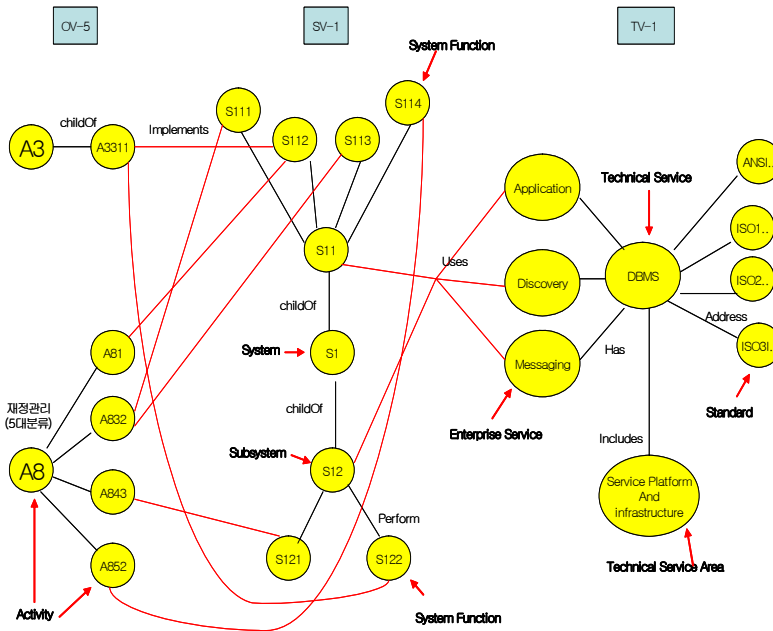 OV-5
SV-1
TV-1
System Function
S111
S114
childOf
Implements
A3
A3311
S112
S113
ANSI..
Technical Service
Application
ISO1..
S11
Uses
DBMS
Discovery
ISO2..
childOf
Address
A81
System
S1
Has
Messaging
ISO3I..
재정관리
(5대분류)
A832
childOf
Standard
Enterprise Service
Includes
A8
Subsystem
S12
A843
Service Platform
And
infrastructure
Perform
A852
S121
S122
Technical Service Area
Activity
System Function